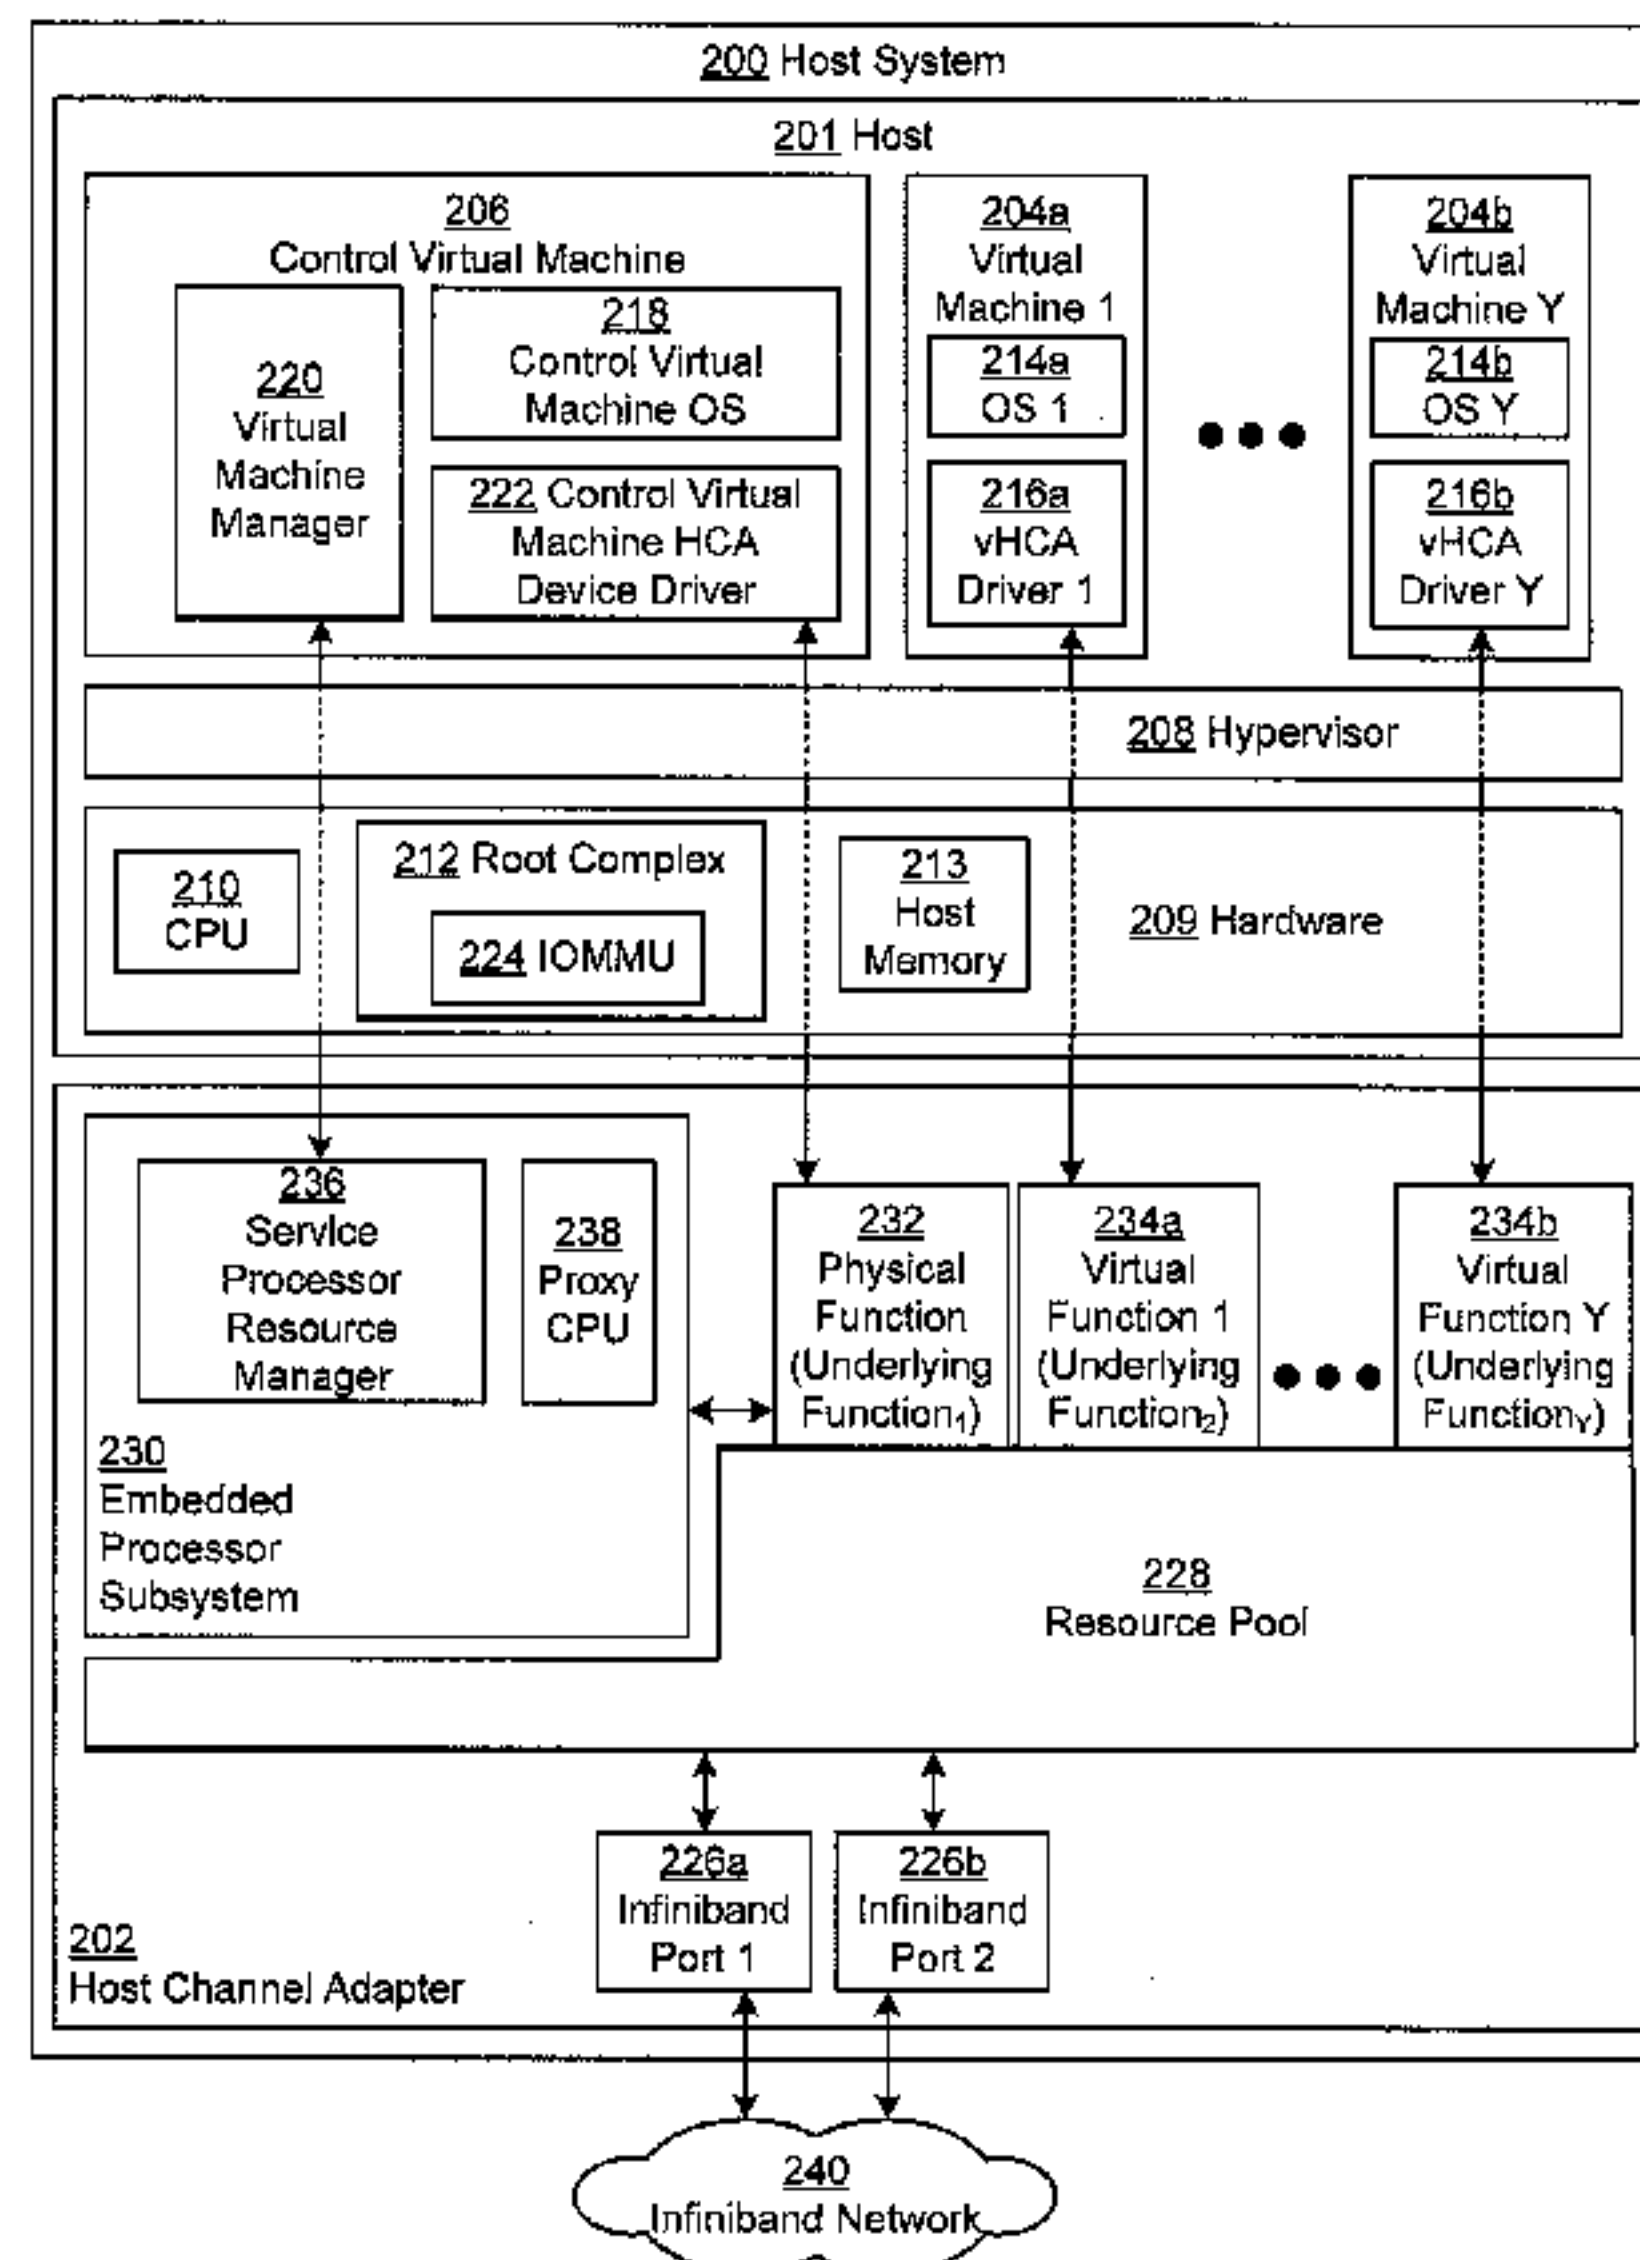 200 Host System
201 Host
206
Control Virtual Machine
220
Virtual
Machine
Manager
218
Control Virtual
Machine OS
222 Control Virtual
Machine HCA
Device Driver
204a
Virtual
Machine 1
214a
OS 1
216a
vHCA
Driver 1
204b
Virtual
Machine Y
214b
OS Y
216b
vHCA
Driver Y
208 Hypervisor
210
CPU
212 Root Complex
224 IOMMU
213
Host
Memory
209 Hardware
236
Service
Processor
Resource
Manager
238
Proxy
CPU
230
Embedded
Processor
Subsystem
232
Physical
Function
(Underlying
Function₁)
234a
Virtual
Function 1
(Underlying
Function₂)
234b
Virtual
Function Y
(Underlying
FunctionY)
228
Resource Pool
226a
Infiniband
Port 1
226b
Infiniband
Port 2
202
Host Channel Adapter
240
Infiniband Network